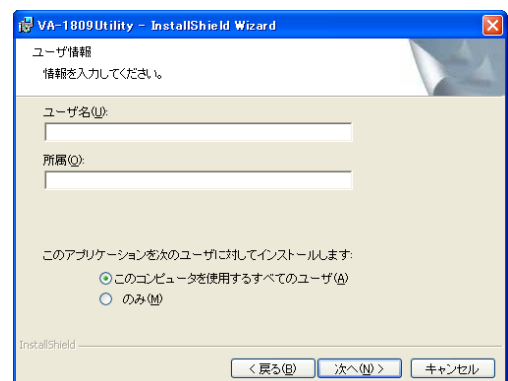 VA-1809Utility - InstallShield Wizard
ユーザ情報
情報を入力してください。
ユーザ名(U):
所属(O):
このアプリケーションを次のユーザに対してインストールします:
このコンピュータを使用するすべてのユーザ(A)
のみ(M)
InstallShield
< 戻る(B)
次へ(N) >
キャンセル